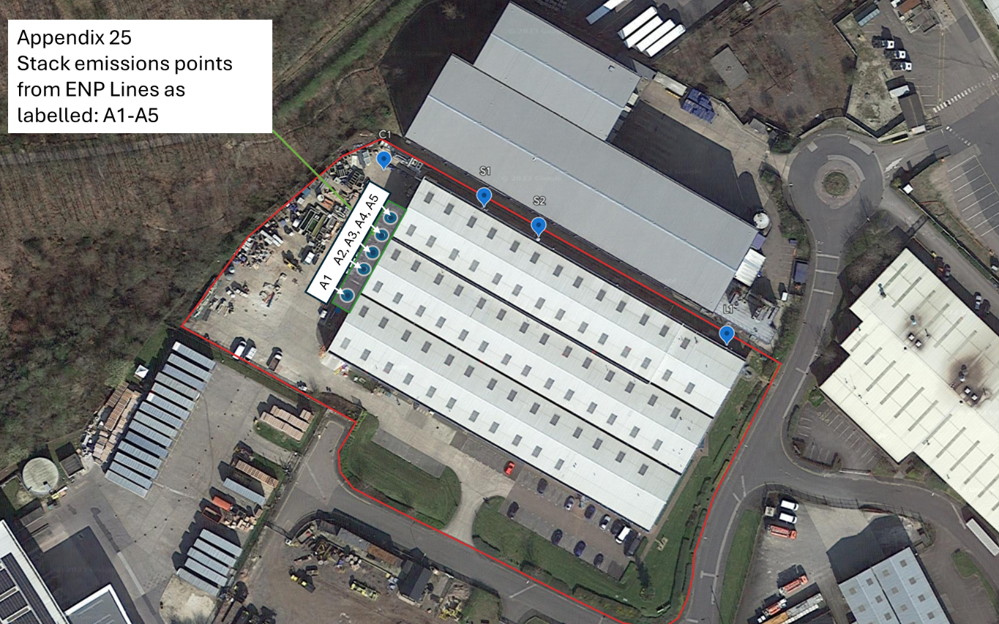 Appendix 25
Stack emissions points
from ENP Lines as
labelled: A1-A5
C1
S1
S2
A1 A2, A3, A4, A5
L1